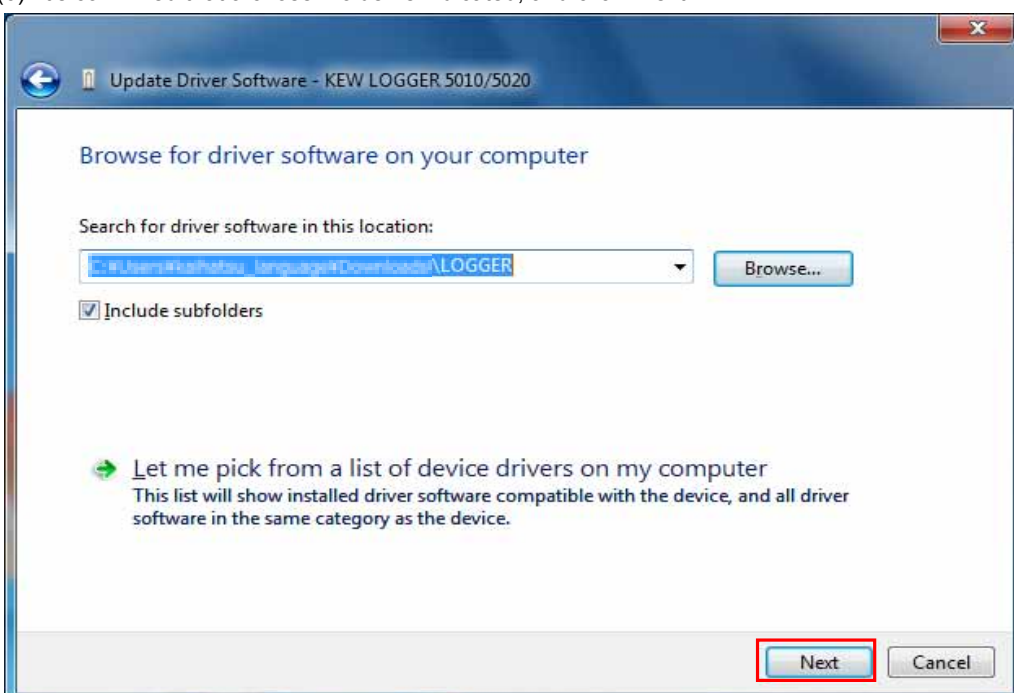 Update Driver Software - KEW LOGGER 5010/5020
Browse for driver software on your computer
Search for driver software in this location:
\LOGGER
Browse...
Include subfolders
Let me pick from a list of device drivers on my computer
This list will show installed driver software compatible with the device, and all driver
software in the same category as the device.
Next
Cancel